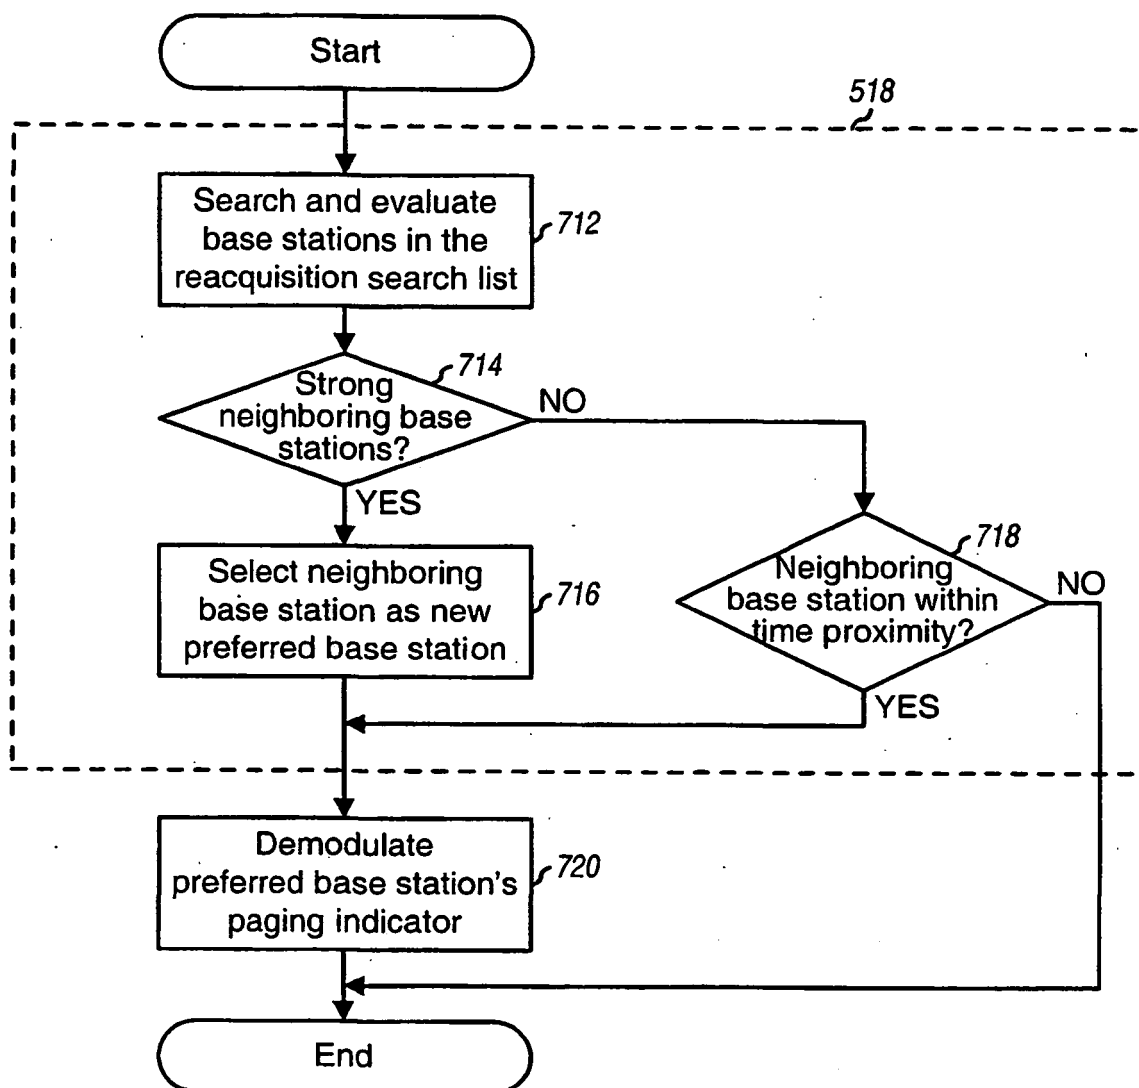 Start
518
Search and evaluate
base stations in the
reacquisition search list
712
714
Strong
neighboring base
stations?
NO
YES
Select neighboring
base station as new
preferred base station
716
718
Neighboring
base station within
time proximity?
NO
YES
Demodulate
preferred base station's
paging indicator
720
End